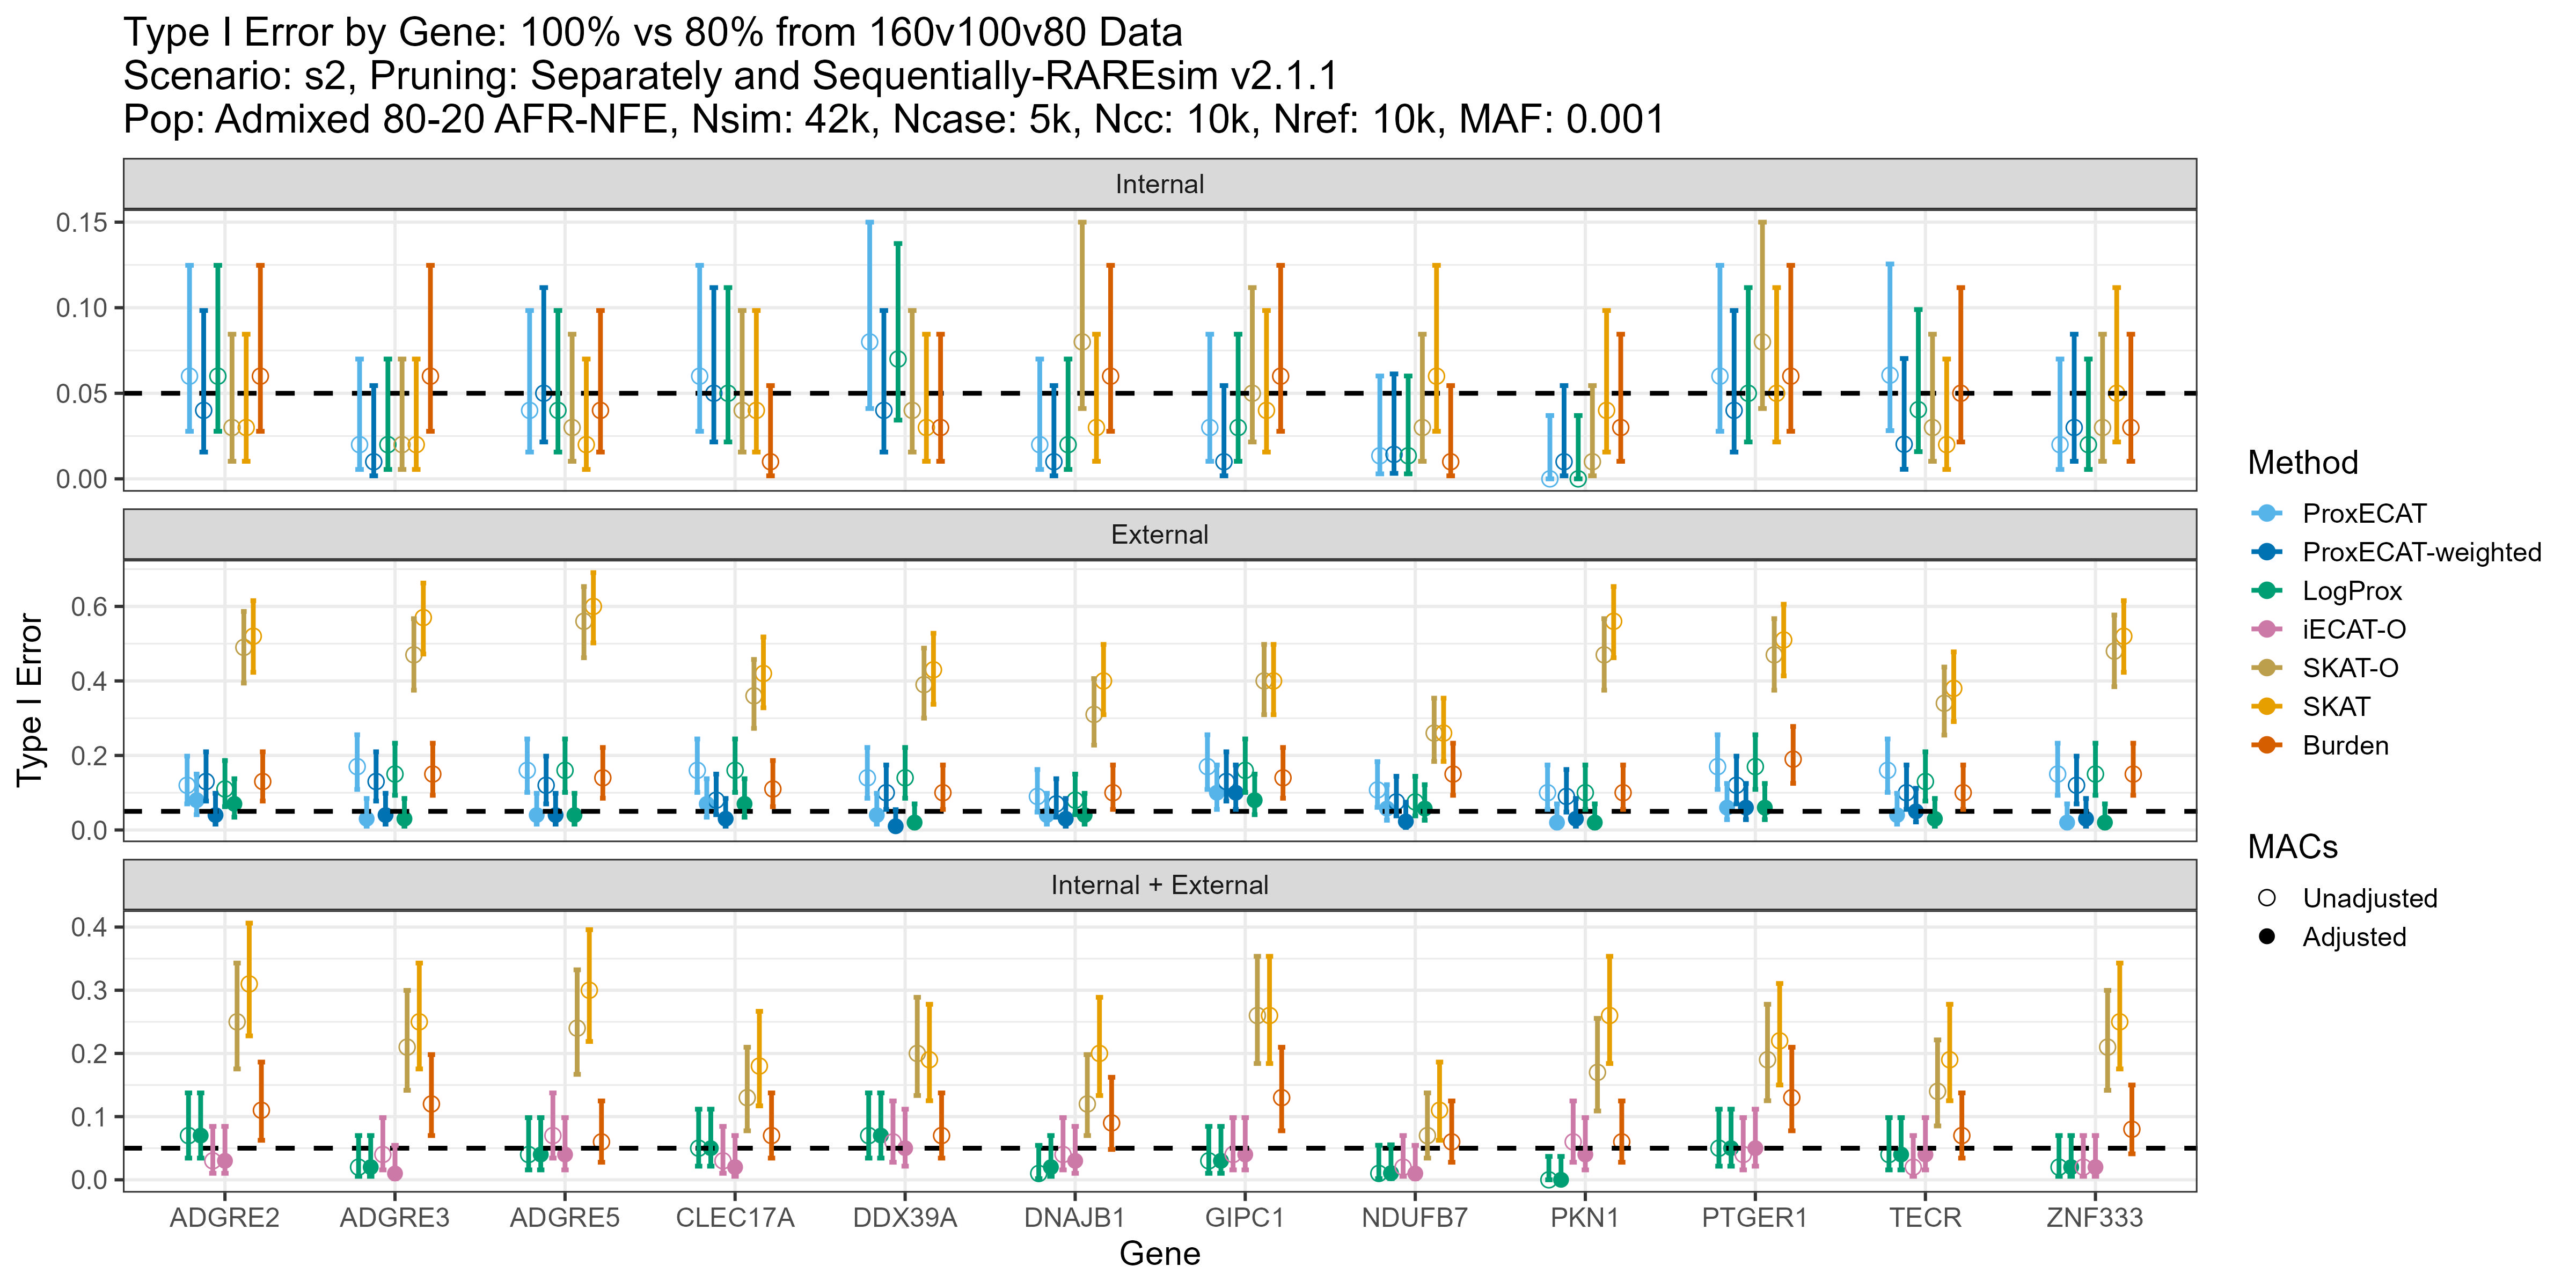 Type I Error by Gene: 100% vs 80% from 160v100v80 Data
Scenario: s2, Pruning: Separately and Sequentially-RAREsim v2.1.1
Pop: Admixed 80-20 AFR-NFE, Nsim: 42k, Ncase: 5k, Ncc: 10k, Nref: 10k, MAF: 0.001
Internal
0.15
0.10
0.05
0.00
External
0.6
0.4
0.2
0.0
Internal + External
0.4
0.3
0.2
0.1
0.0
Type I Error
ADGRE2 ADGRE3 ADGRE5 CLEC17A DDX39A DNAJB1 GIPC1 NDUFB7 PKN1 PTGER1 TECR ZNF333
Gene
Method
ProxECAT
ProxECAT-weighted
LogProx
iECAT-O
SKAT-O
SKAT
Burden
MACs
Unadjusted
Adjusted